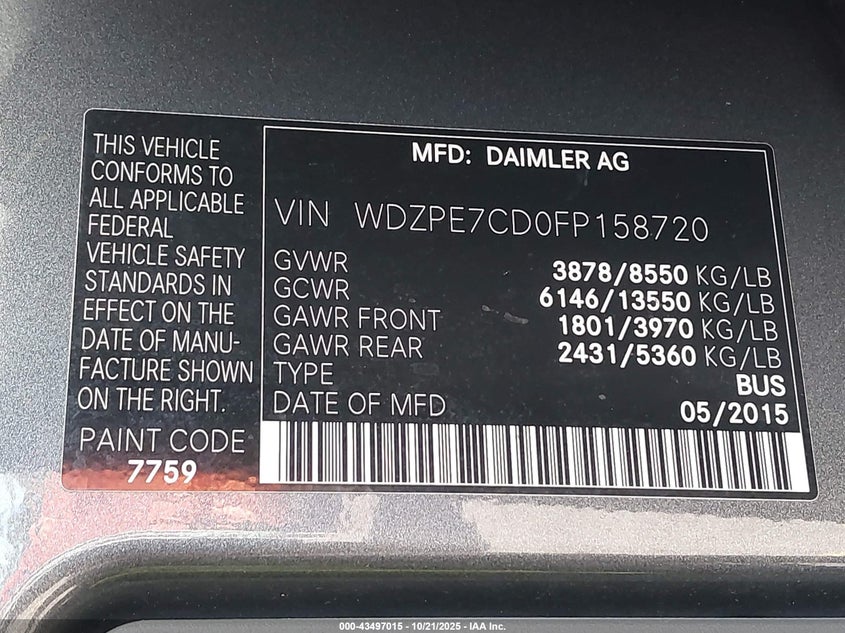 THIS VEHICLE
CONFORMS TO
ALL APPLICABLE
FEDERAL
VEHICLE SAFETY
STANDARDS IN
EFFECT ON THE
DATE OF MANU-
FACTURE SHOWN
ON THE RIGHT.
PAINT CODE
7759
MFD: DAIMLER AG
VIN WDZPE7CD0FP158720
GVWR 3878/8550 KG/LB
GCWR 6146/13550 KG/LB
GAWR FRONT 1801/3970 KG/LB
GAWR REAR 2431/5360 KG/LB
TYPE BUS
DATE OF MFD 05/2015
000-43497015 - 10/21/2025 - IAA Inc.